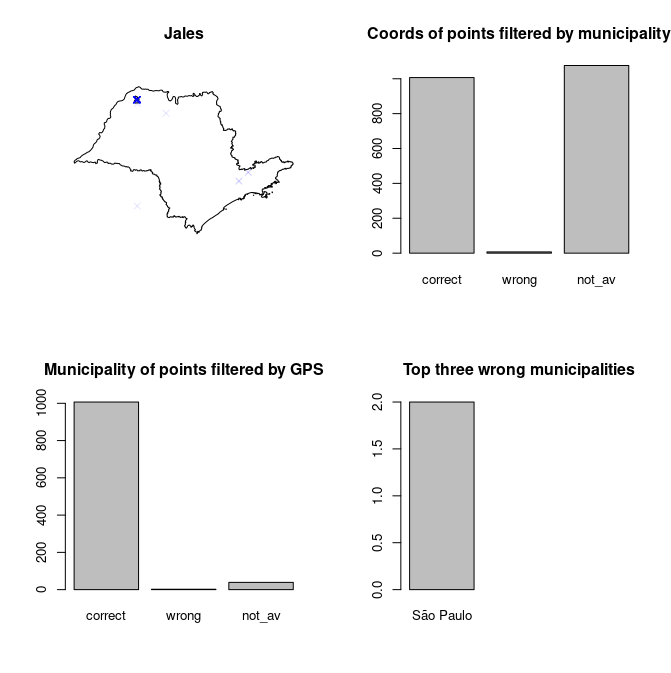 Jales
Coords of points filtered by municipality
0 200 400 600 800
correct wrong not_av
Municipality of points filtered by GPS
0 200 400 600 800 1000
correct wrong not_av
Top three wrong municipalities
0.0 0.5 1.0 1.5 2.0
São Paulo